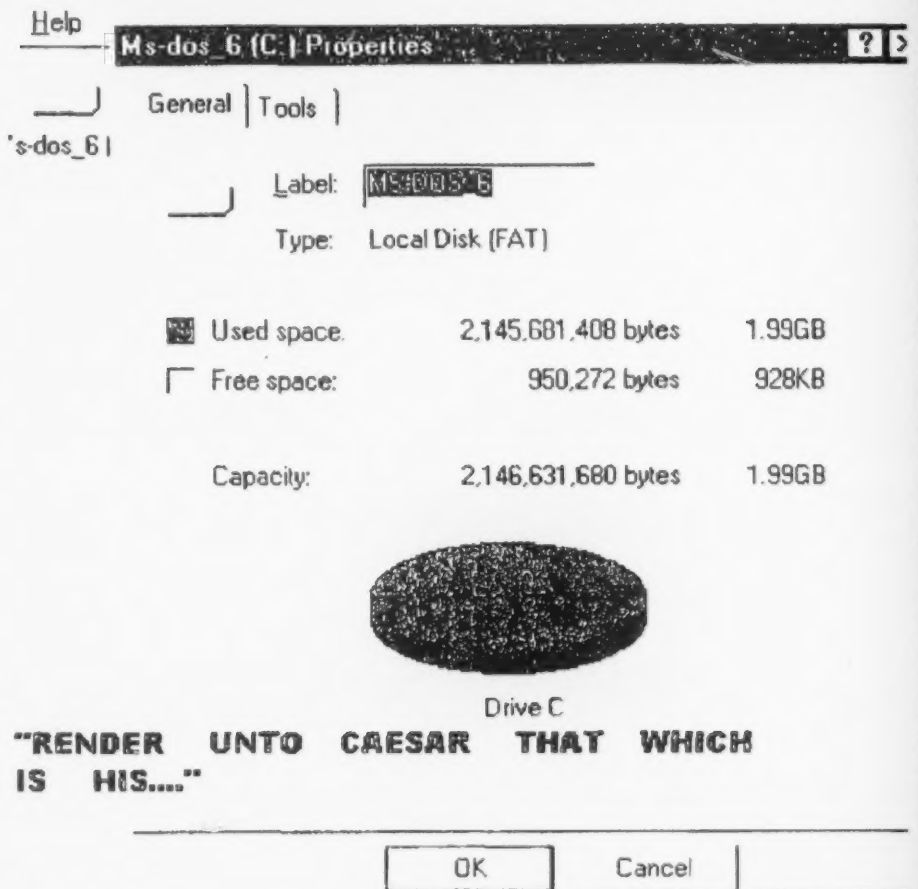 Help
Ms-dos_6 (C:) Properties ? X
General Tools
's-dos_6
Label: MS-DOS_6
Type: Local Disk (FAT)
Used space. 2,145,681,408 bytes 1.99GB
Free space: 950,272 bytes 928KB
Capacity: 2,146,631,680 bytes 1.99GB
Drive C
"RENDER UNTO CAESAR THAT WHICH
IS HIS...."
OK Cancel